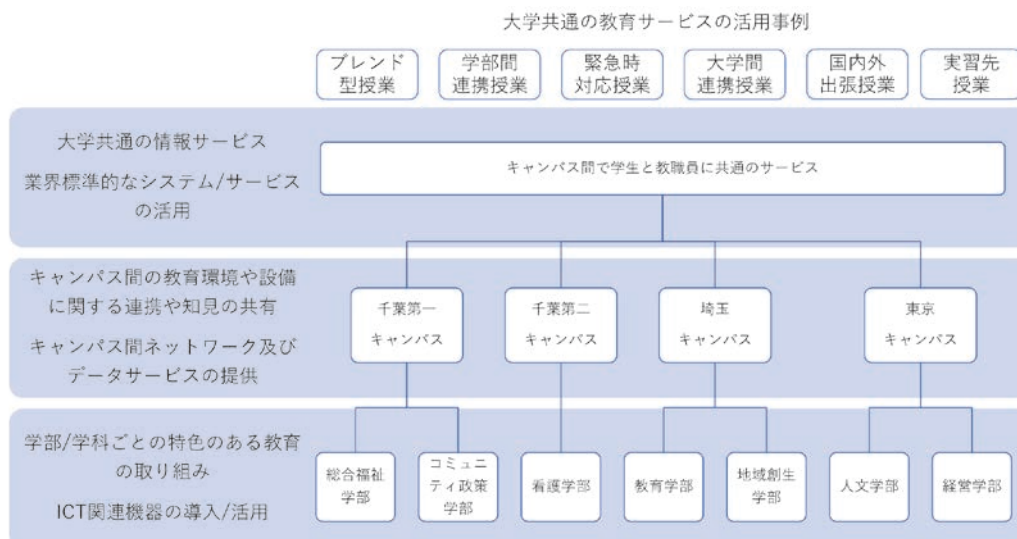 大学共通の教育サービスの活用事例
ブレンド
型授業
学部間
連携授業
緊急時
対応授業
大学間
連携授業
国内外
出張授業
実習先
授業
大学共通の情報サービス
業界標準的なシステム/サービス
の活用
キャンパス間で学生と教職員に共通のサービス
キャンパス間の教育環境や設備
に関する連携や知見の共有
キャンパス間ネットワーク及び
データサービスの提供
千葉第一
キャンパス
千葉第二
キャンパス
埼玉
キャンパス
東京
キャンパス
学部/学科ごとの特色のある教育
の取り組み
ICT関連機器の導入/活用
総合福祉
学部
コミュニ
ティ政策
学部
看護学部
教育学部
地域創生
学部
人文学部
経営学部